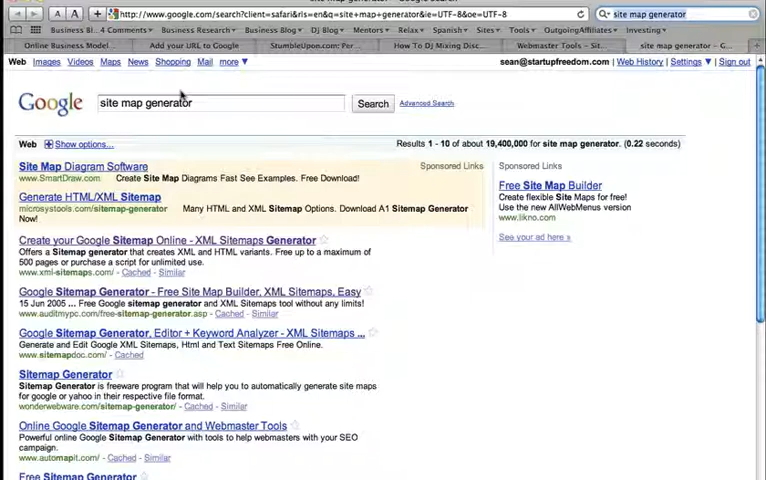 http://www.google.com/search?client=safari&rls=en&q=site+map+generator&ie=UTF-8&oe=UTF-8
site map generator
Business Bl... 4 Comments
Business Research
Business Blog
Dj Blog
Mentors
Relax
Spanish
Sites
Tools
OutgoingAffiliates
Investing
Online Business Model...
Add your URL to Google
StumbleUpon.com: Per...
How To DJ Mixing Disc...
Webmaster Tools - Sit...
site map generator - G...
Web Images Videos Maps News Shopping Mail more ▼
sean@startupfreedom.com | Web History | Settings ▼ | Sign out
Google
site map generator
Search
Advanced Search
Web Show options...
Results 1 - 10 of about 19,400,000 for site map generator. (0.22 seconds)
Site Map Diagram Software
www.SmartDraw.com Create Site Map Diagrams Fast See Examples. Free Download!
Sponsored Links
Generate HTML/XML Sitemap
microsystools.com/sitemap-generator Many HTML and XML Sitemap Options. Download A1 Sitemap Generator
Now!
Sponsored Links
Free Site Map Builder
Create flexible Site Maps for free!
Use the new AllWebMenus version
www.likno.com
See your ad here »
Create your Google Sitemap Online - XML Sitemaps Generator
Offers a Sitemap generator that creates XML and HTML variants. Free up to a maximum of
500 pages or purchase a script for unlimited use.
www.xml-sitemaps.com/ - Cached - Similar
Google Sitemap Generator - Free Site Map Builder, XML Sitemaps, Easy
15 Jun 2005 ... Free Google sitemap generator and XML Sitemaps tool without any limits!
www.auditmypc.com/free-sitemap-generator.asp - Cached - Similar
Google Sitemap Generator, Editor + Keyword Analyzer - XML Sitemaps ...
Generate and Edit Google XML Sitemaps, Html and Text Sitemaps Free Online.
www.sitemapdoc.com/ - Cached
Sitemap Generator
Sitemap Generator is freeware program that will help you to automatically generate site maps
for google or yahoo in their respective file format.
wonderwebware.com/sitemap-generator/ - Cached - Similar
Online Google Sitemap Generator and Webmaster Tools
Powerful online Google Sitemap Generator with tools to help webmasters with your SEO
campaign.
www.automapit.com/ - Cached - Similar
Free Sitemap Generator